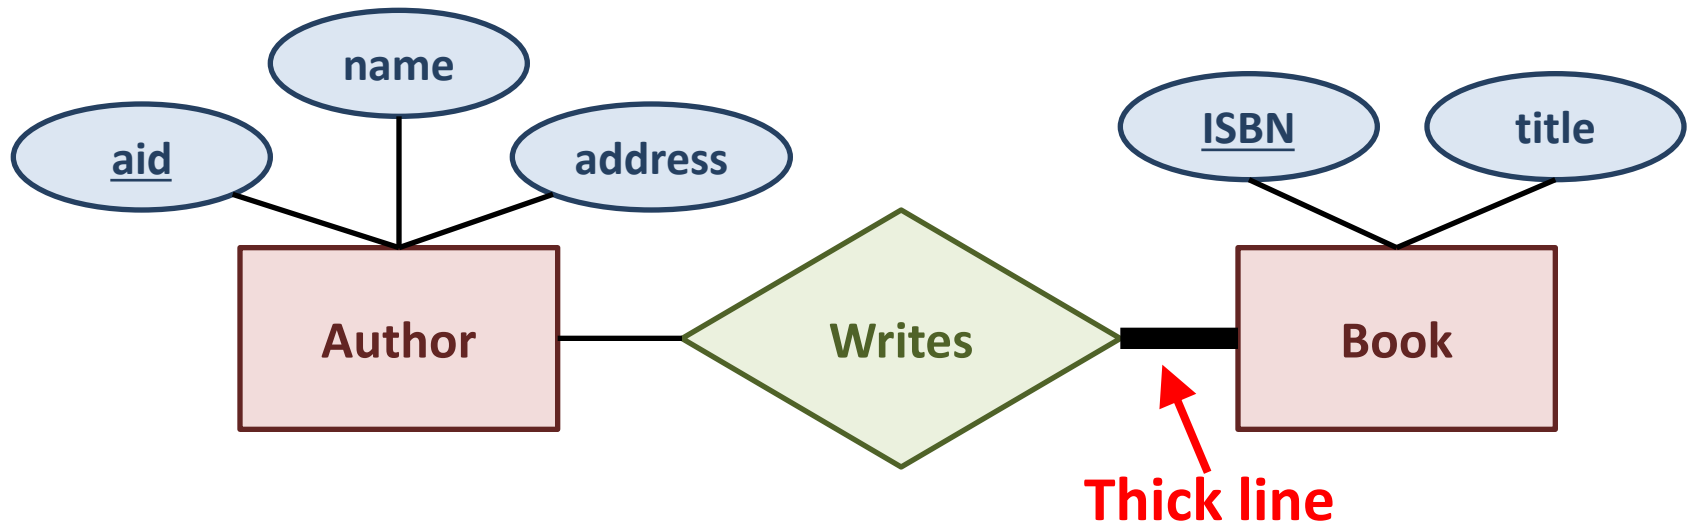 name
aid
address
ISBN
title
Author
Writes
Book
Thick line